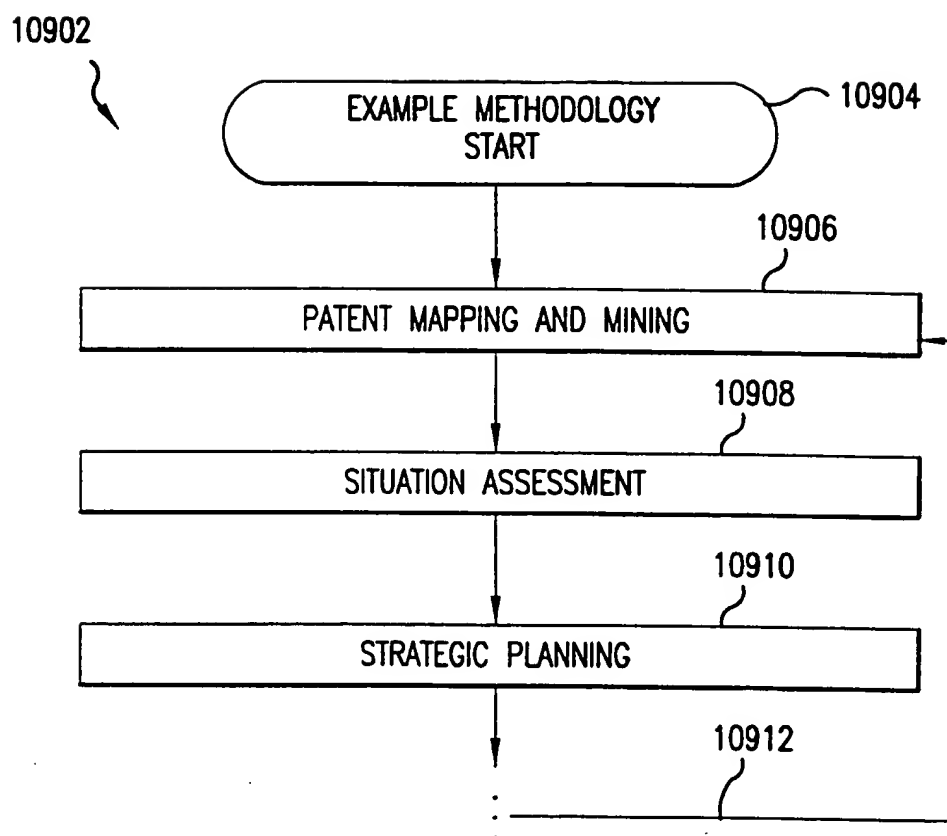 10902
EXAMPLE METHODOLOGY
START
10904
10906
PATENT MAPPING AND MINING
10908
SITUATION ASSESSMENT
10910
STRATEGIC PLANNING
10912